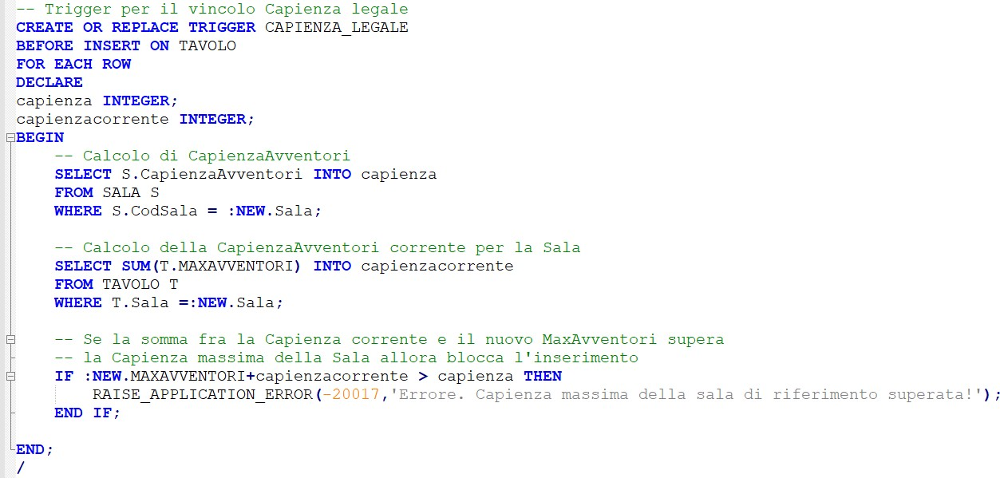 -- Trigger per il vincolo Capienza legale
CREATE OR REPLACE TRIGGER CAPIENZA_LEGALE
BEFORE INSERT ON TAVOLO
FOR EACH ROW
DECLARE
capienza INTEGER;
capienzacorrente INTEGER;
BEGIN
    -- Calcolo di CapienzaAvventori
    SELECT S.CapienzaAvventori INTO capienza
    FROM SALA S
    WHERE S.CodSala = :NEW.Sala;

    -- Calcolo della CapienzaAvventori corrente per la Sala
    SELECT SUM(T.MAXAVVENTORI) INTO capienzacorrente
    FROM TAVOLO T
    WHERE T.Sala =:NEW.Sala;

    -- Se la somma fra la Capienza corrente e il nuovo MaxAvventori supera
    -- la Capienza massima della Sala allora blocca l'inserimento
    IF :NEW.MAXAVVENTORI+capienzacorrente > capienza THEN
        RAISE_APPLICATION_ERROR(-20017,'Errore. Capienza massima della sala di riferimento superata!');
    END IF;

END;
/